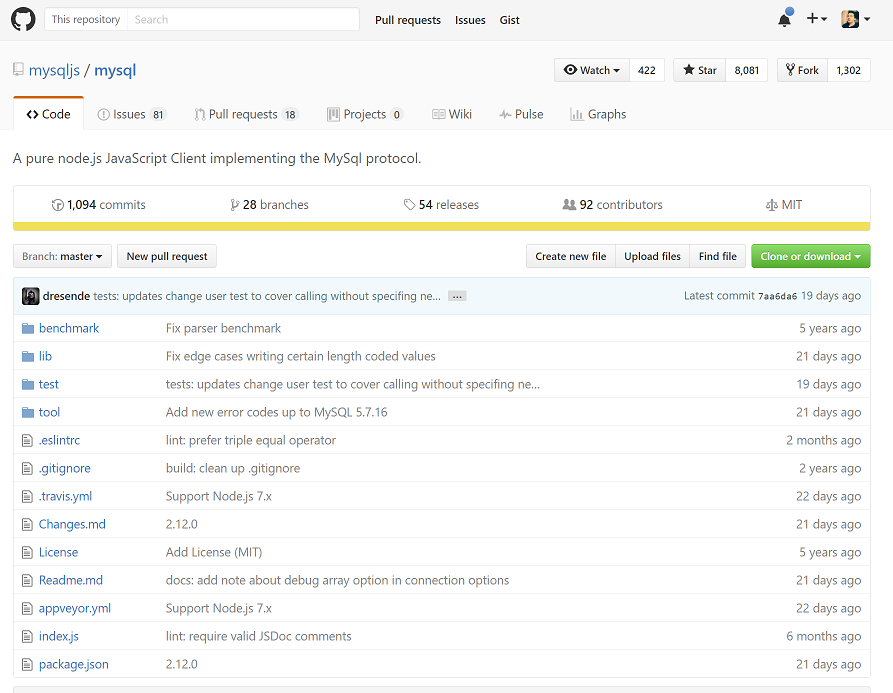 This repository Search Pull requests Issues Gist
mysqljs / mysql Watch 422 Star 8,081 Fork 1,302
Code Issues 81 Pull requests 18 Projects 0 Wiki Pulse Graphs
A pure node.js JavaScript Client implementing the MySql protocol.
1,094 commits 28 branches 54 releases 92 contributors MIT
Branch: master New pull request Create new file Upload files Find file Clone or download
dresende tests: updates change user test to cover calling without specifing ne... ... Latest commit 7aa6da6 19 days ago
benchmark Fix parser benchmark 5 years ago
lib Fix edge cases writing certain length coded values 21 days ago
test tests: updates change user test to cover calling without specifing ne... 19 days ago
tool Add new error codes up to MySQL 5.7.16 21 days ago
.eslintrc lint: prefer triple equal operator 2 months ago
.gitignore build: clean up .gitignore 2 years ago
.travis.yml Support Node.js 7.x 22 days ago
Changes.md 2.12.0 21 days ago
License Add License (MIT) 5 years ago
Readme.md docs: add note about debug array option in connection options 21 days ago
appveyor.yml Support Node.js 7.x 22 days ago
index.js lint: require valid JSDoc comments 6 months ago
package.json 2.12.0 21 days ago